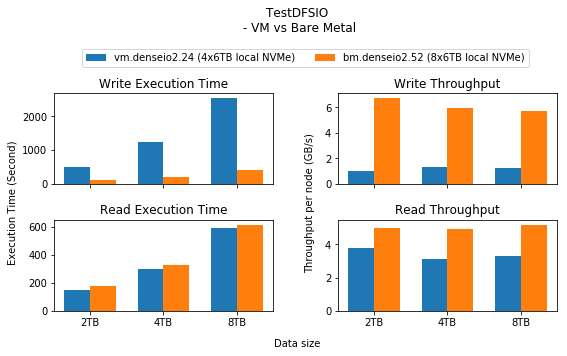 TestDFSIO
- VM vs Bare Metal
vm.denseio2.24 (4x6TB local NVMe)
bm.denseio2.52 (8x6TB local NVMe)
Write Execution Time
Write Throughput
2000
1000
0
6
4
2
0
Execution Time (Second)
Throughput per node (GB/s)
Read Execution Time
Read Throughput
600
400
200
0
4
2
0
2TB
4TB
8TB
2TB
4TB
8TB
Data size